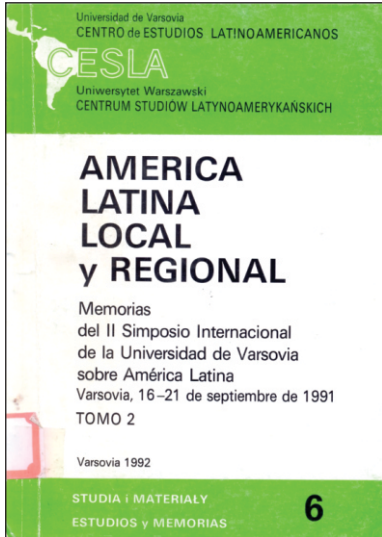 Universidad de Varsovia
CENTRO de ESTUDIOS LATINOAMERICANOS
CESLA
Uniwersytet Warszawski
CENTRUM STUDIÓW LATYNOAMERYKAŃSKICH
AMERICA
LATINA
LOCAL
y REGIONAL
Memorias
del II Simposio Internacional
de la Universidad de Varsovia
sobre América Latina
Varsovia, 16–21 de septiembre de 1991
TOMO 2
Varsovia 1992
STUDIA i MATERIAŁY
ESTUDIOS y MEMORIAS
6